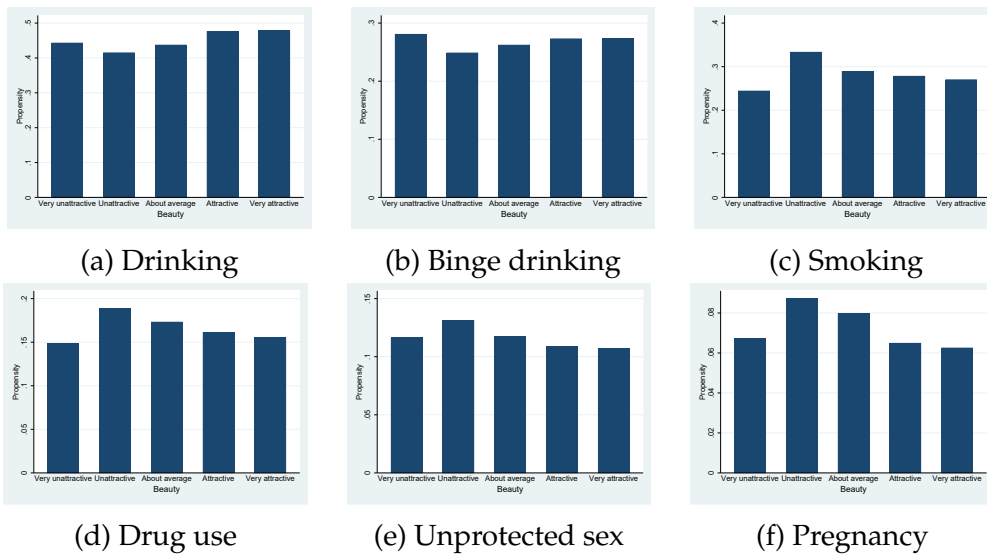 .5
.4
.3
.2
.1
0
Propensity
Very unattractive Unattractive About average Attractive Very attractive
Beauty
(a) Drinking
.3
.2
.1
0
Propensity
Very unattractive Unattractive About average Attractive Very attractive
Beauty
(b) Binge drinking
.4
.3
.2
.1
0
Propensity
Very unattractive Unattractive About average Attractive Very attractive
Beauty
(c) Smoking
.2
.15
.1
.05
0
Propensity
Very unattractive Unattractive About average Attractive Very attractive
Beauty
(d) Drug use
.15
.1
.05
0
Propensity
Very unattractive Unattractive About average Attractive Very attractive
Beauty
(e) Unprotected sex
.08
.06
.04
.02
0
Propensity
Very unattractive Unattractive About average Attractive Very attractive
Beauty
(f) Pregnancy